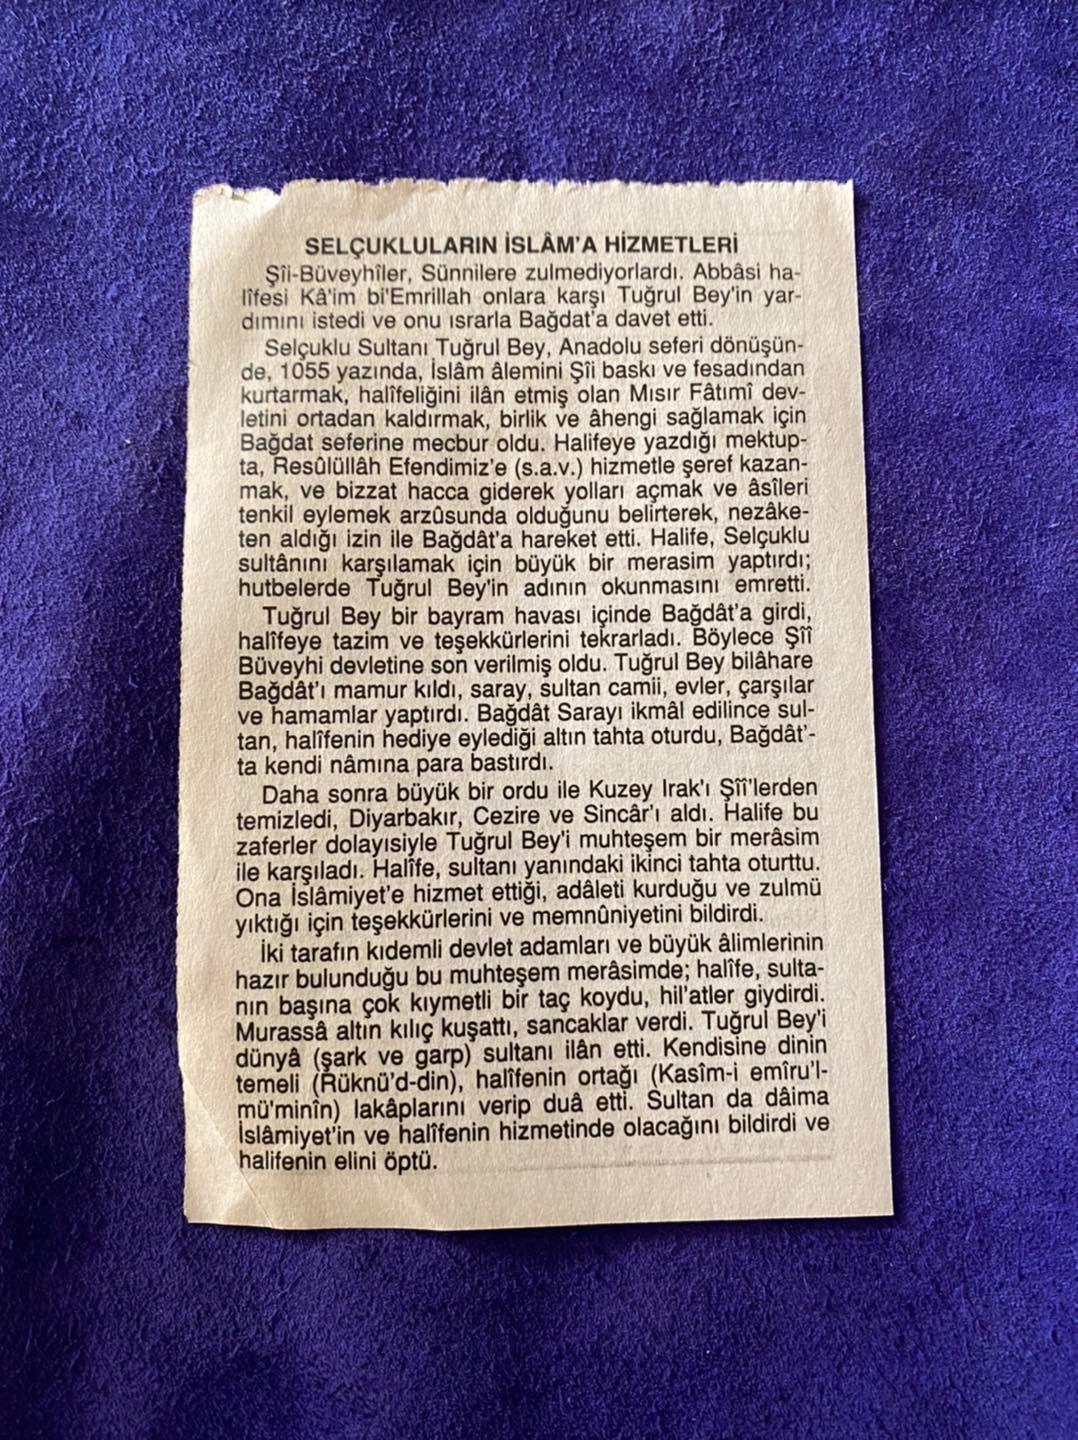 SELÇUKLULARIN İSLÂM'A HİZMETLERİ
Şîi-Büveyhîler, Sünnilere zulmediyorlardı. Abbâsi ha-
lîfesi Kâ'im bi'Emrillah onlara karşı Tuğrul Bey'in yar-
dımını istedi ve onu ısrarla Bağdat'a davet etti.
Selçuklu Sultanı Tuğrul Bey, Anadolu seferi dönüşün-
de, 1055 yazında, İslâm âlemini Şîi baskı ve fesadından
kurtarmak, halîfeliğini ilân etmiş olan Mısır Fâtımî dev-
letini ortadan kaldırmak, birlik ve âhengi sağlamak için
Bağdat seferine mecbur oldu. Halifeye yazdığı mektup-
ta, Resûlüllâh Efendimiz'e (s.a.v.) hizmetle şeref kazan-
mak, ve bizzat hacca giderek yolları açmak ve âsîleri
tenkil eylemek arzûsunda olduğunu belirterek, nezâke-
ten aldığı izin ile Bağdât'a hareket etti. Halife, Selçuklu
sultânını karşılamak için büyük bir merasim yaptırdı;
hutbelerde Tuğrul Bey'in adının okunmasını emretti.
Tuğrul Bey bir bayram havası içinde Bağdât'a girdi,
halîfeye tazim ve teşekkürlerini tekrarladı. Böylece Şîî
Büveyhi devletine son verilmiş oldu. Tuğrul Bey bilâhare
Bağdât'ı mamur kıldı, saray, sultan camii, evler, çarşılar
ve hamamlar yaptırdı. Bağdât Sarayı ikmâl edilince sul-
tan, halîfenin hediye eylediği altın tahta oturdu, Bağdât'-
ta kendi nâmına para bastırdı.
Daha sonra büyük bir ordu ile Kuzey Irak'ı Şîî'lerden
temizledi, Diyarbakır, Cezire ve Sincâr'ı aldı. Halife bu
zaferler dolayısiyle Tuğrul Bey'i muhteşem bir merâsim
ile karşıladı. Halîfe, sultanı yanındaki ikinci tahta oturttu.
Ona İslâmiyet'e hizmet ettiği, adâleti kurduğu ve zulmü
yıktığı için teşekkürlerini ve memnûniyetini bildirdi.
İki tarafın kıdemli devlet adamları ve büyük âlimlerinin
hazır bulunduğu bu muhteşem merâsimde; halîfe, sulta-
nın başına çok kıymetli bir taç koydu, hil'atler giydirdi.
Murassâ altın kılıç kuşattı, sancaklar verdi. Tuğrul Bey'i
dünyâ (şark ve garp) sultanı ilân etti. Kendisine dinin
temeli (Rüknü'd-din), halîfenin ortağı (Kasîm-i emîru'l-
mü'minîn) lakâplarını verip duâ etti. Sultan da dâima
İslâmiyet'in ve halîfenin hizmetinde olacağını bildirdi ve
halifenin elini öptü.